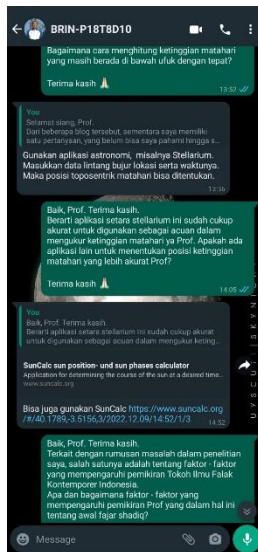 BRIN-P18T8D10
Bagaimana cara menghitung ketinggian matahari
yang masih berada di bawah ufuk dengan tepat?
Terima kasih 🙏
13:52
You
Selamat siang, Prof.
Dari beberapa blog tersebut, sementara saya memiliki
satu pertanyaan, yang belum bisa saya pahami hingga s...
Gunakan aplikasi astronomi, misalnya Stellarium.
Masukkan data lintang bujur lokasi serta waktunya.
Maka posisi toposentrik matahari bisa ditentukan.
13:56
Baik, Prof. Terima kasih.
Berarti aplikasi setara stellarium ini sudah cukup
akurat untuk digunakan sebagai acuan dalam
mengukur ketinggian matahari ya Prof. Apakah ada
aplikasi lain untuk menentukan posisi ketinggian
matahari yang lebih akurat Prof?
Terima kasih 🙏
14:05
You
Baik, Prof. Terima kasih.
Berarti aplikasi setara stellarium ini sudah cukup
akurat untuk digunakan sebagai acuan dalam mengukur keting...
SunCalc sun position- und sun phases calculator
Application for determining the course of the sun at a desired time...
www.suncalc.org
Bisa juga gunakan SunCalc https://www.suncalc.org
/#/40.1789,-3.5156,3/2022.12.09/14:52/1/3
14:52
Baik, Prof. Terima kasih.
Terkait dengan rumusan masalah dalam penelitian
saya, salah satunya adalah tentang faktor - faktor
yang mempengaruhi pemikiran Tokoh Ilmu Falak
Kontemporer Indonesia.
Apa dan bagaimana faktor - faktor yang
mempengaruhi pemikiran Prof yang dalam hal ini
tentang awal fajar shadiq?
Message